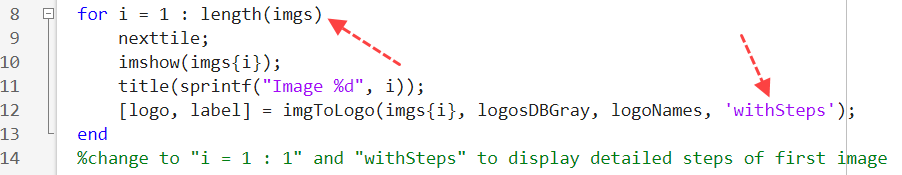 8 for i = 1 : length(imgs)
9 nexttile;
10 imshow(imgs{i});
11 title(sprintf("Image %d", i));
12 [logo, label] = imgToLogo(imgs{i}, logosDBGray, logoNames, 'withSteps');
13 end
14 %change to "i = 1 : 1" and "withSteps" to display detailed steps of first image